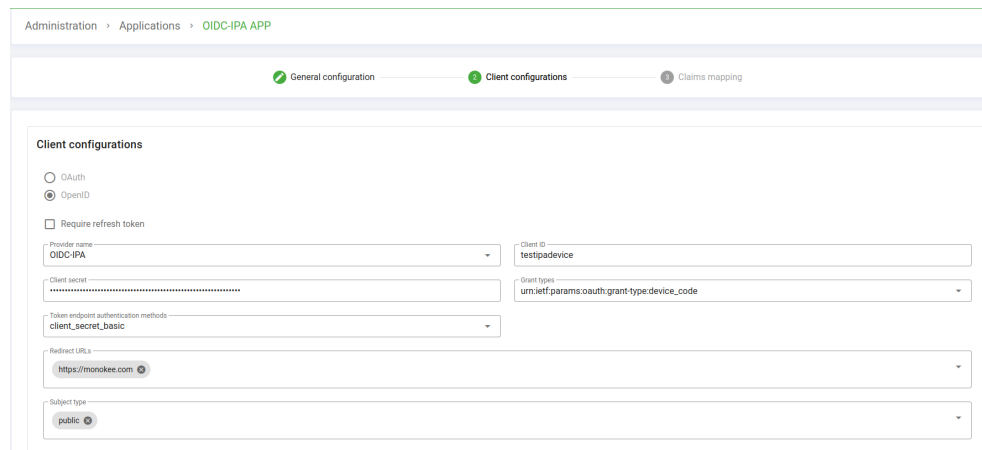 Administration > Applications > OIDC-IPA APP
General configuration 2 Client configurations 3 Claims mapping
Client configurations
OAuth
OpenID
Require refresh token
Provider name
OIDC-IPA
Client ID
testipadevice
Client secret
Grant types
urn:ietf:params:oauth:grant-type:device_code
Token endpoint authentication methods
client_secret_basic
Redirect URLs
https://monokee.com
Subject type
public